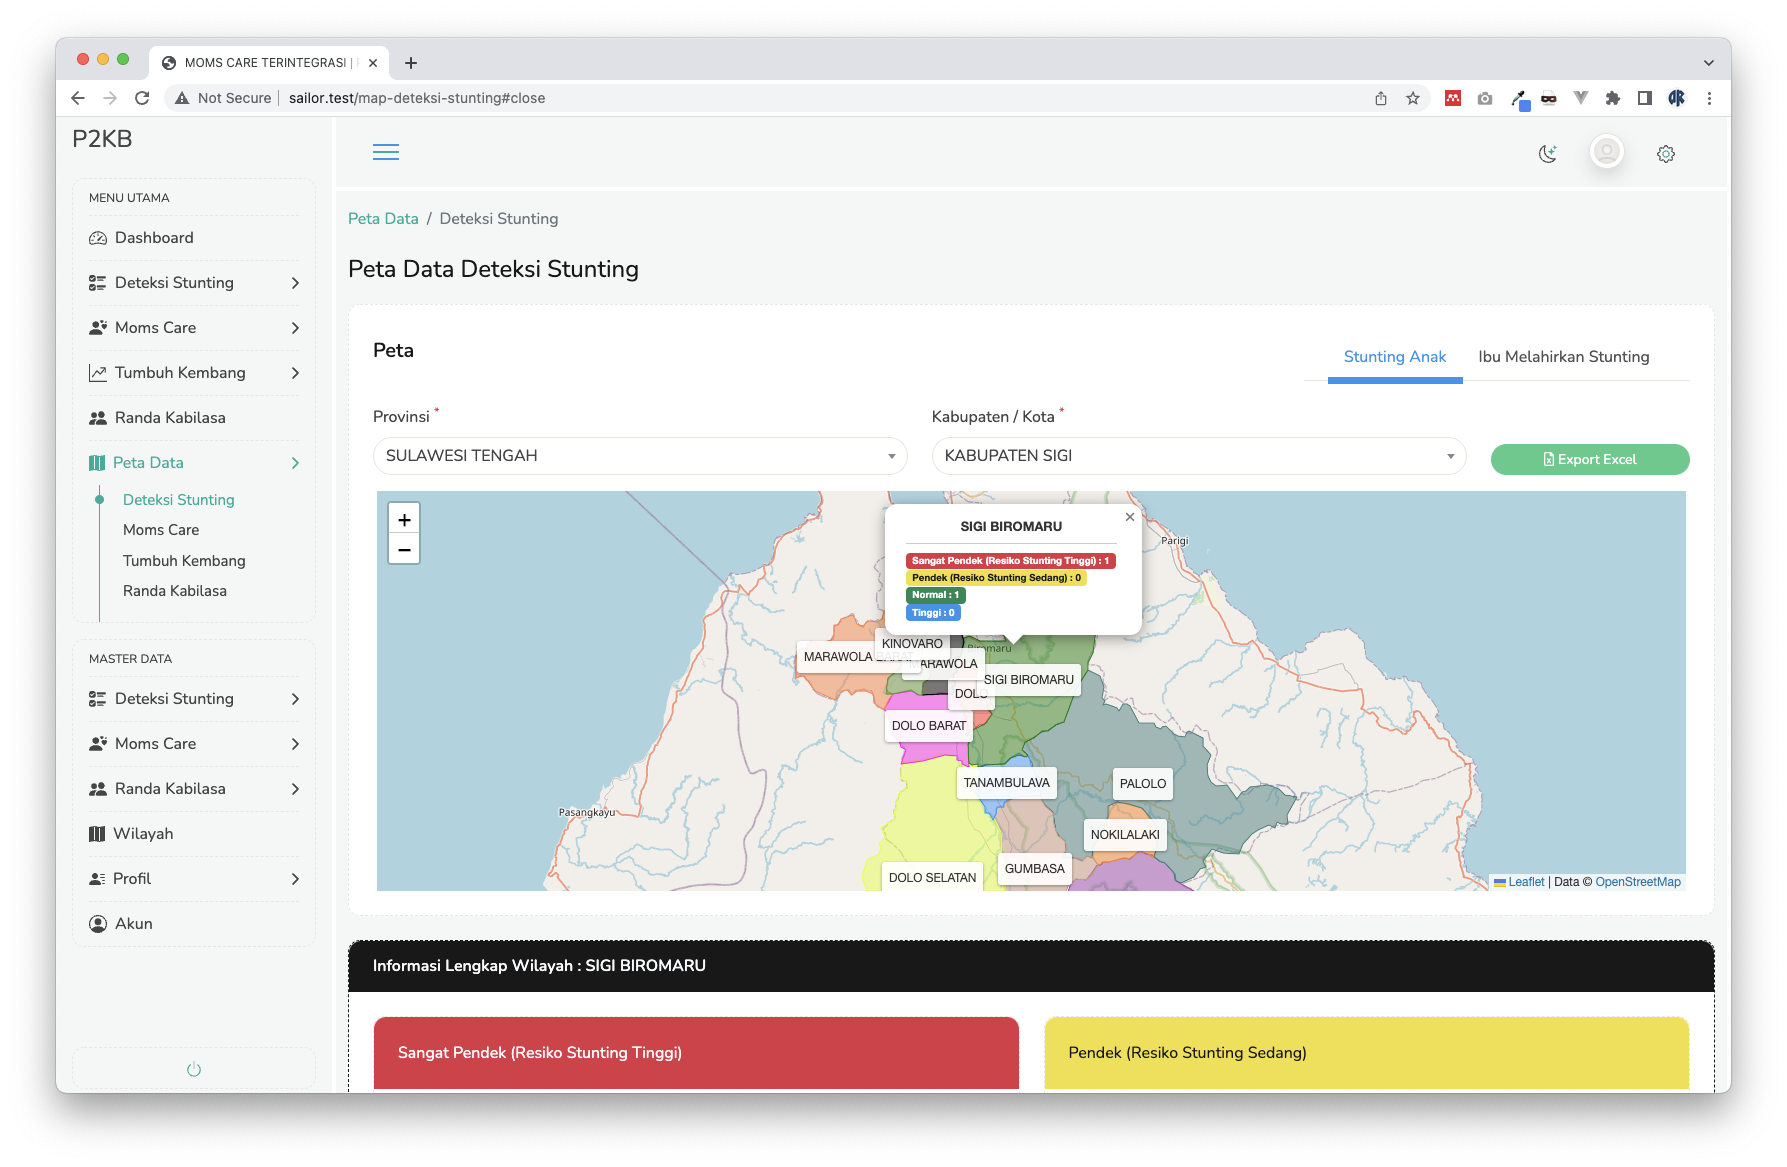 MOMS CARE TERINTEGRASI |
Not Secure
sailor.test/map-deteksi-stunting#close
P2KB
MENU UTAMA
Dashboard
Deteksi Stunting
Moms Care
Tumbuh Kembang
Randa Kabilasa
Peta Data
Deteksi Stunting
Moms Care
Tumbuh Kembang
Randa Kabilasa
MASTER DATA
Deteksi Stunting
Moms Care
Randa Kabilasa
Wilayah
Profil
Akun
Peta Data / Deteksi Stunting
Peta Data Deteksi Stunting
Peta
Stunting Anak
Ibu Melahirkan Stunting
Provinsi *
Kabupaten / Kota *
SULAWESI TENGAH
KABUPATEN SIGI
Export Excel
+
−
SIGI BIROMARU
×
Sangat Pendek (Resiko Stunting Tinggi) : 1
Pendek (Resiko Stunting Sedang) : 0
Normal : 1
Tinggi : 0
Parigi
KINOVARO
Biromaru
MARAWOLA BARAT
ARAWOLA
SIGI BIROMARU
DOLO
DOLO BARAT
TANAMBULAVA
PALOLO
Pasangkayu
NOKILALAKI
GUMBASA
DOLO SELATAN
Leaflet | Data © OpenStreetMap
Informasi Lengkap Wilayah : SIGI BIROMARU
Sangat Pendek (Resiko Stunting Tinggi)
Pendek (Resiko Stunting Sedang)